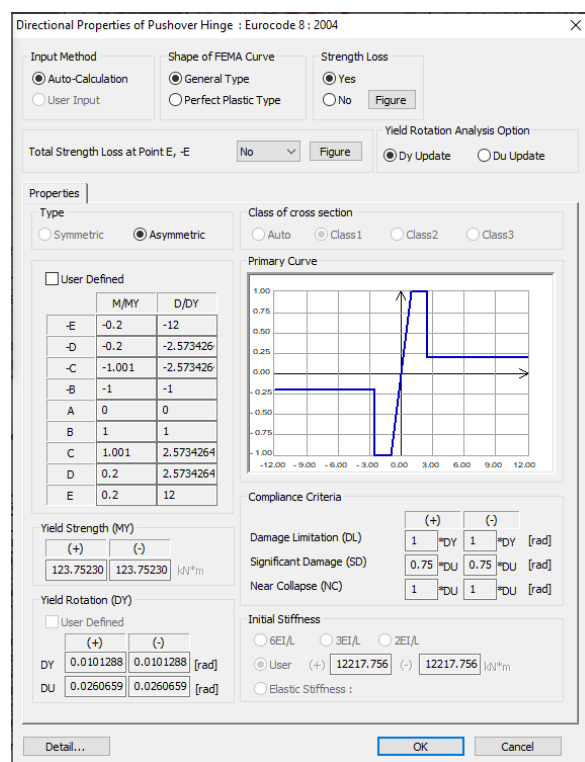 Directional Properties of Pushover Hinge : Eurocode 8 : 2004
Input Method
Auto-Calculation
User Input
Shape of FEMA Curve
General Type
Perfect Plastic Type
Strength Loss
Yes
No Figure
Total Strength Loss at Point E, -E No Figure
Yield Rotation Analysis Option
Dy Update Du Update
Properties
Type
Symmetric Asymmetric
Class of cross section
Auto Class1 Class2 Class3
User Defined
M/MY D/DY
-E -0.2 -12
-D -0.2 -2.573426
-C -1.001 -2.573426
-B -1 -1
A 0 0
B 1 1
C 1.001 2.5734264
D 0.2 2.5734264
E 0.2 12
Primary Curve
1.00
0.75
0.50
0.25
0.00
-0.25
-0.50
-0.75
-1.00
-12.00 -9.00 -6.00 -3.00 0.00 3.00 6.00 9.00 12.00
Yield Strength (MY)
(+) (-)
123.75230 123.75230 kN*m
Yield Rotation (DY)
User Defined
(+) (-)
DY 0.0101288 0.0101288 [rad]
DU 0.0260659 0.0260659 [rad]
Compliance Criteria
(+) (-)
Damage Limitation (DL) 1 *DY 1 *DY [rad]
Significant Damage (SD) 0.75 *DU 0.75 *DU [rad]
Near Collapse (NC) 1 *DU 1 *DU [rad]
Initial Stiffness
6EI/L 3EI/L 2EI/L
User (+) 12217.756 (-) 12217.756 kN*m
Elastic Stiffness :
Detail... OK Cancel